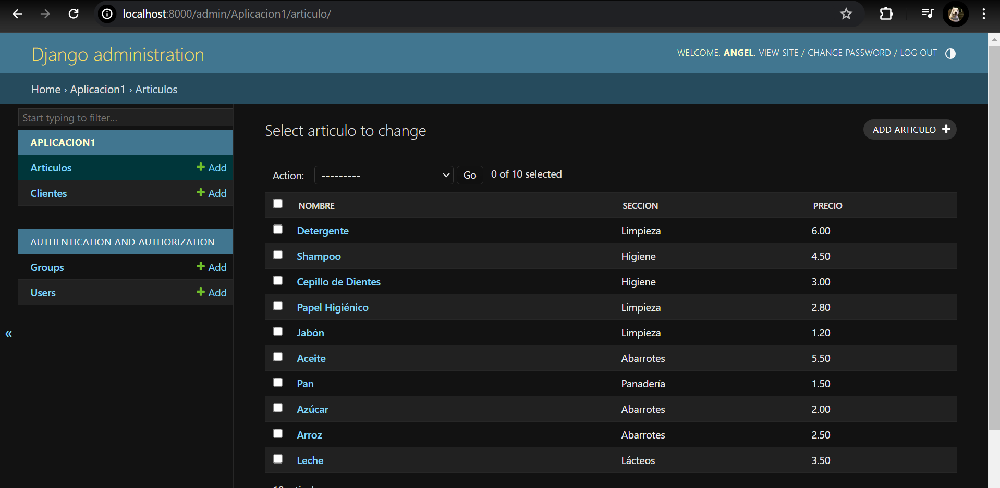 localhost:8000/admin/Aplicacion1/articulo/
Django administration
WELCOME, ANGEL. VIEW SITE / CHANGE PASSWORD / LOG OUT
Home › Aplicacion1 › Articulos
Start typing to filter...
APLICACION1
Articulos + Add
Clientes + Add
AUTHENTICATION AND AUTHORIZATION
Groups + Add
Users + Add
«
Select articulo to change
ADD ARTICULO +
Action: --------- Go 0 of 10 selected
NOMBRE SECCION PRECIO
Detergente Limpieza 6.00
Shampoo Higiene 4.50
Cepillo de Dientes Higiene 3.00
Papel Higiénico Limpieza 2.80
Jabón Limpieza 1.20
Aceite Abarrotes 5.50
Pan Panadería 1.50
Azúcar Abarrotes 2.00
Arroz Abarrotes 2.50
Leche Lácteos 3.50